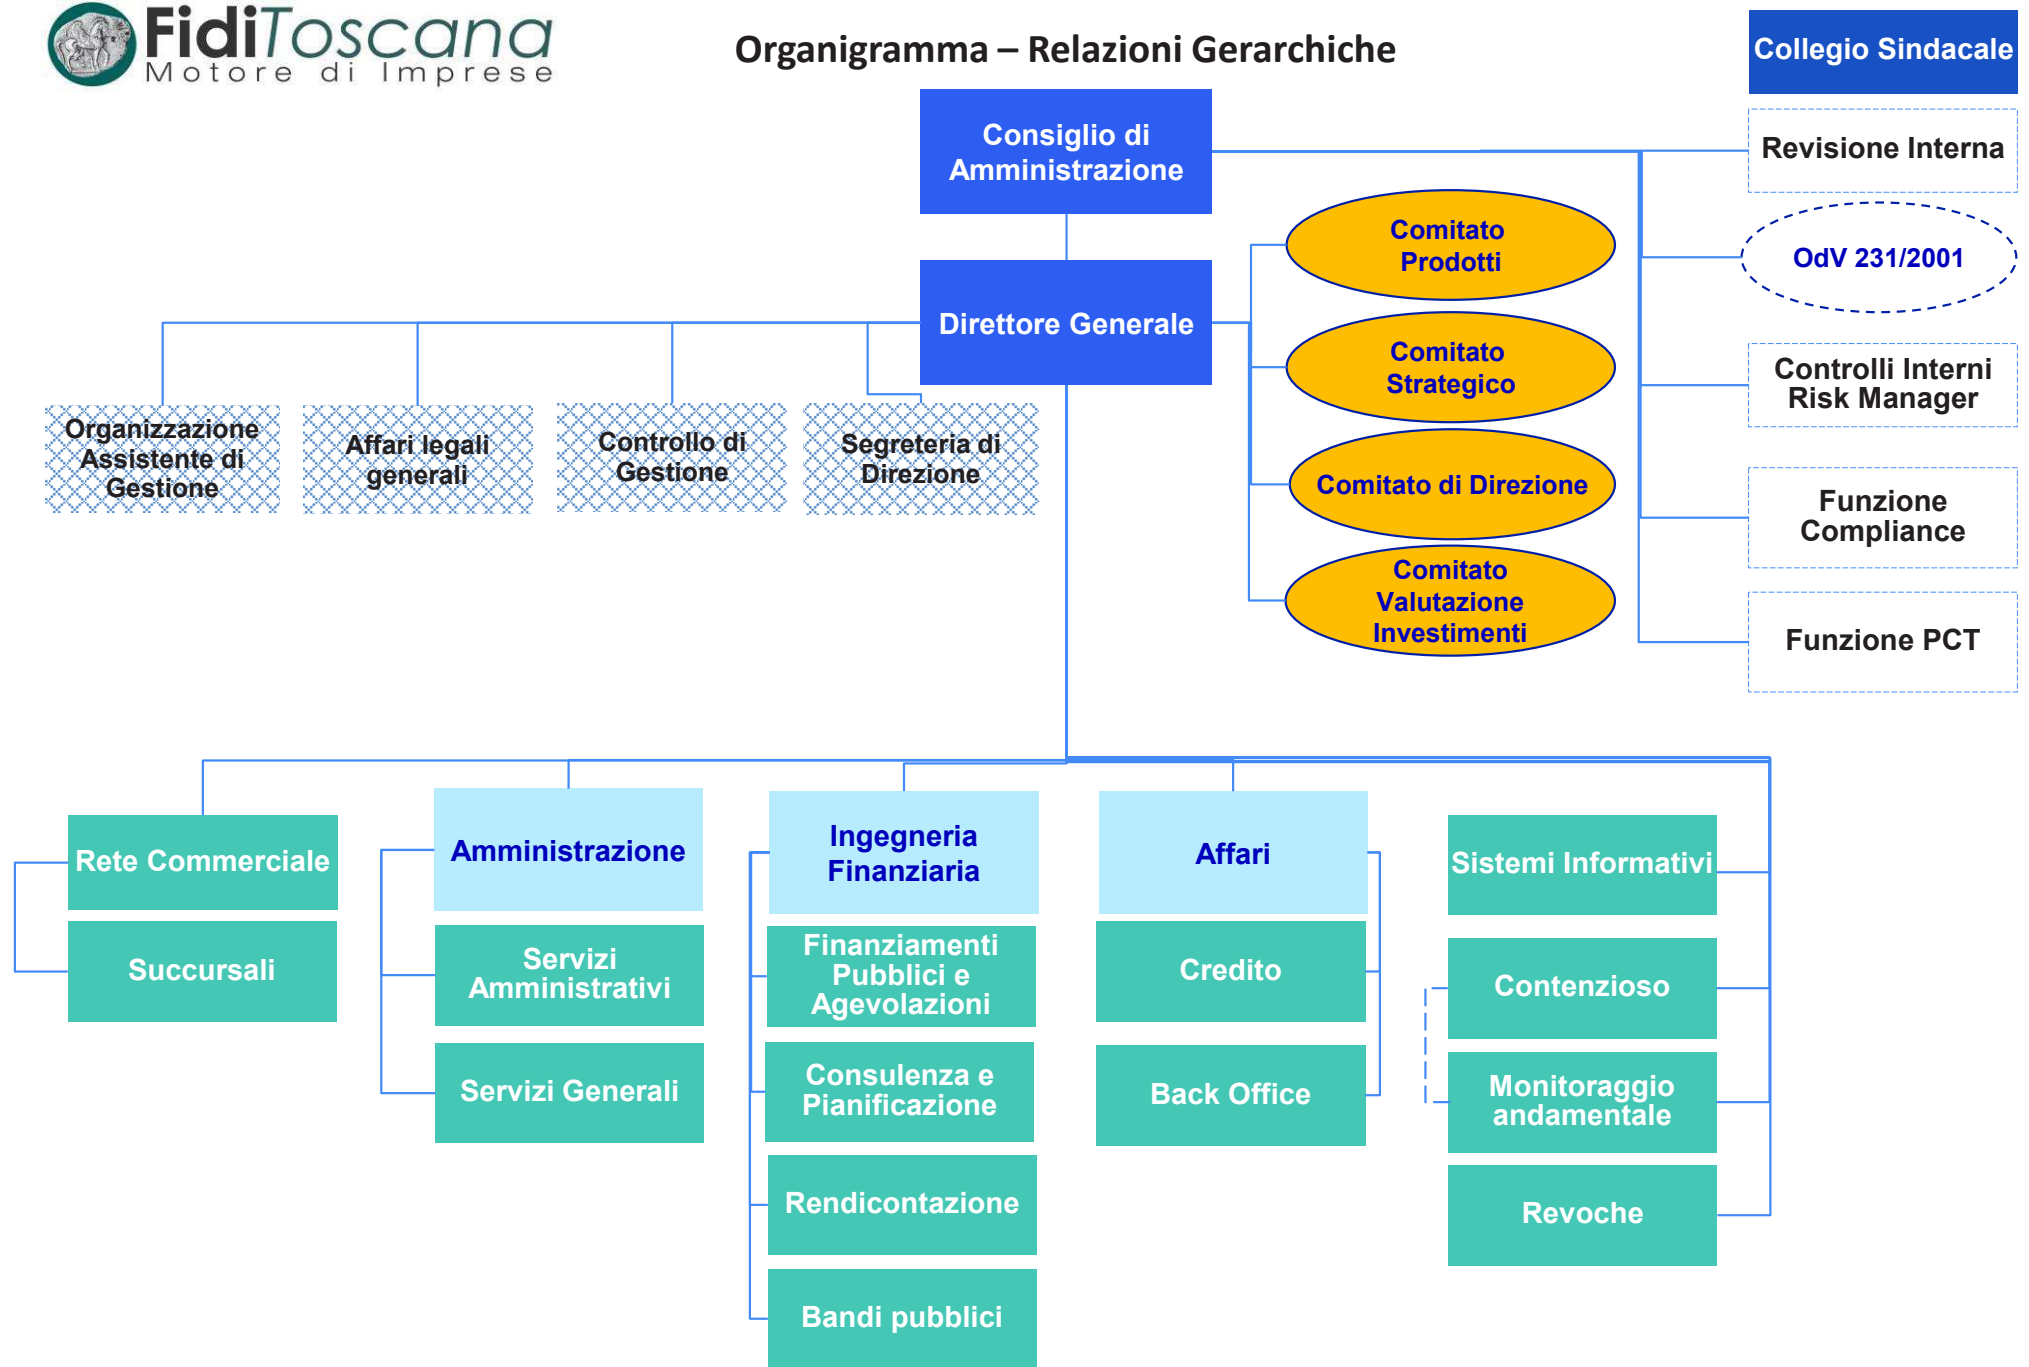 FidiToscana
Motore di Imprese
Organigramma – Relazioni Gerarchiche
Collegio Sindacale
Consiglio di
Amministrazione
Revisione Interna
Comitato
Prodotti
OdV 231/2001
Direttore Generale
Comitato
Strategico
Controlli Interni
Risk Manager
Organizzazione
Assistente di
Gestione
Affari legali
generali
Controllo di
Gestione
Segreteria di
Direzione
Comitato di Direzione
Funzione
Compliance
Comitato
Valutazione
Investimenti
Funzione PCT
Rete Commerciale
Succursali
Amministrazione
Servizi
Amministrativi
Servizi Generali
Ingegneria
Finanziaria
Finanziamenti
Pubblici e
Agevolazioni
Consulenza e
Pianificazione
Rendicontazione
Bandi pubblici
Affari
Credito
Back Office
Sistemi Informativi
Contenzioso
Monitoraggio
andamentale
Revoche